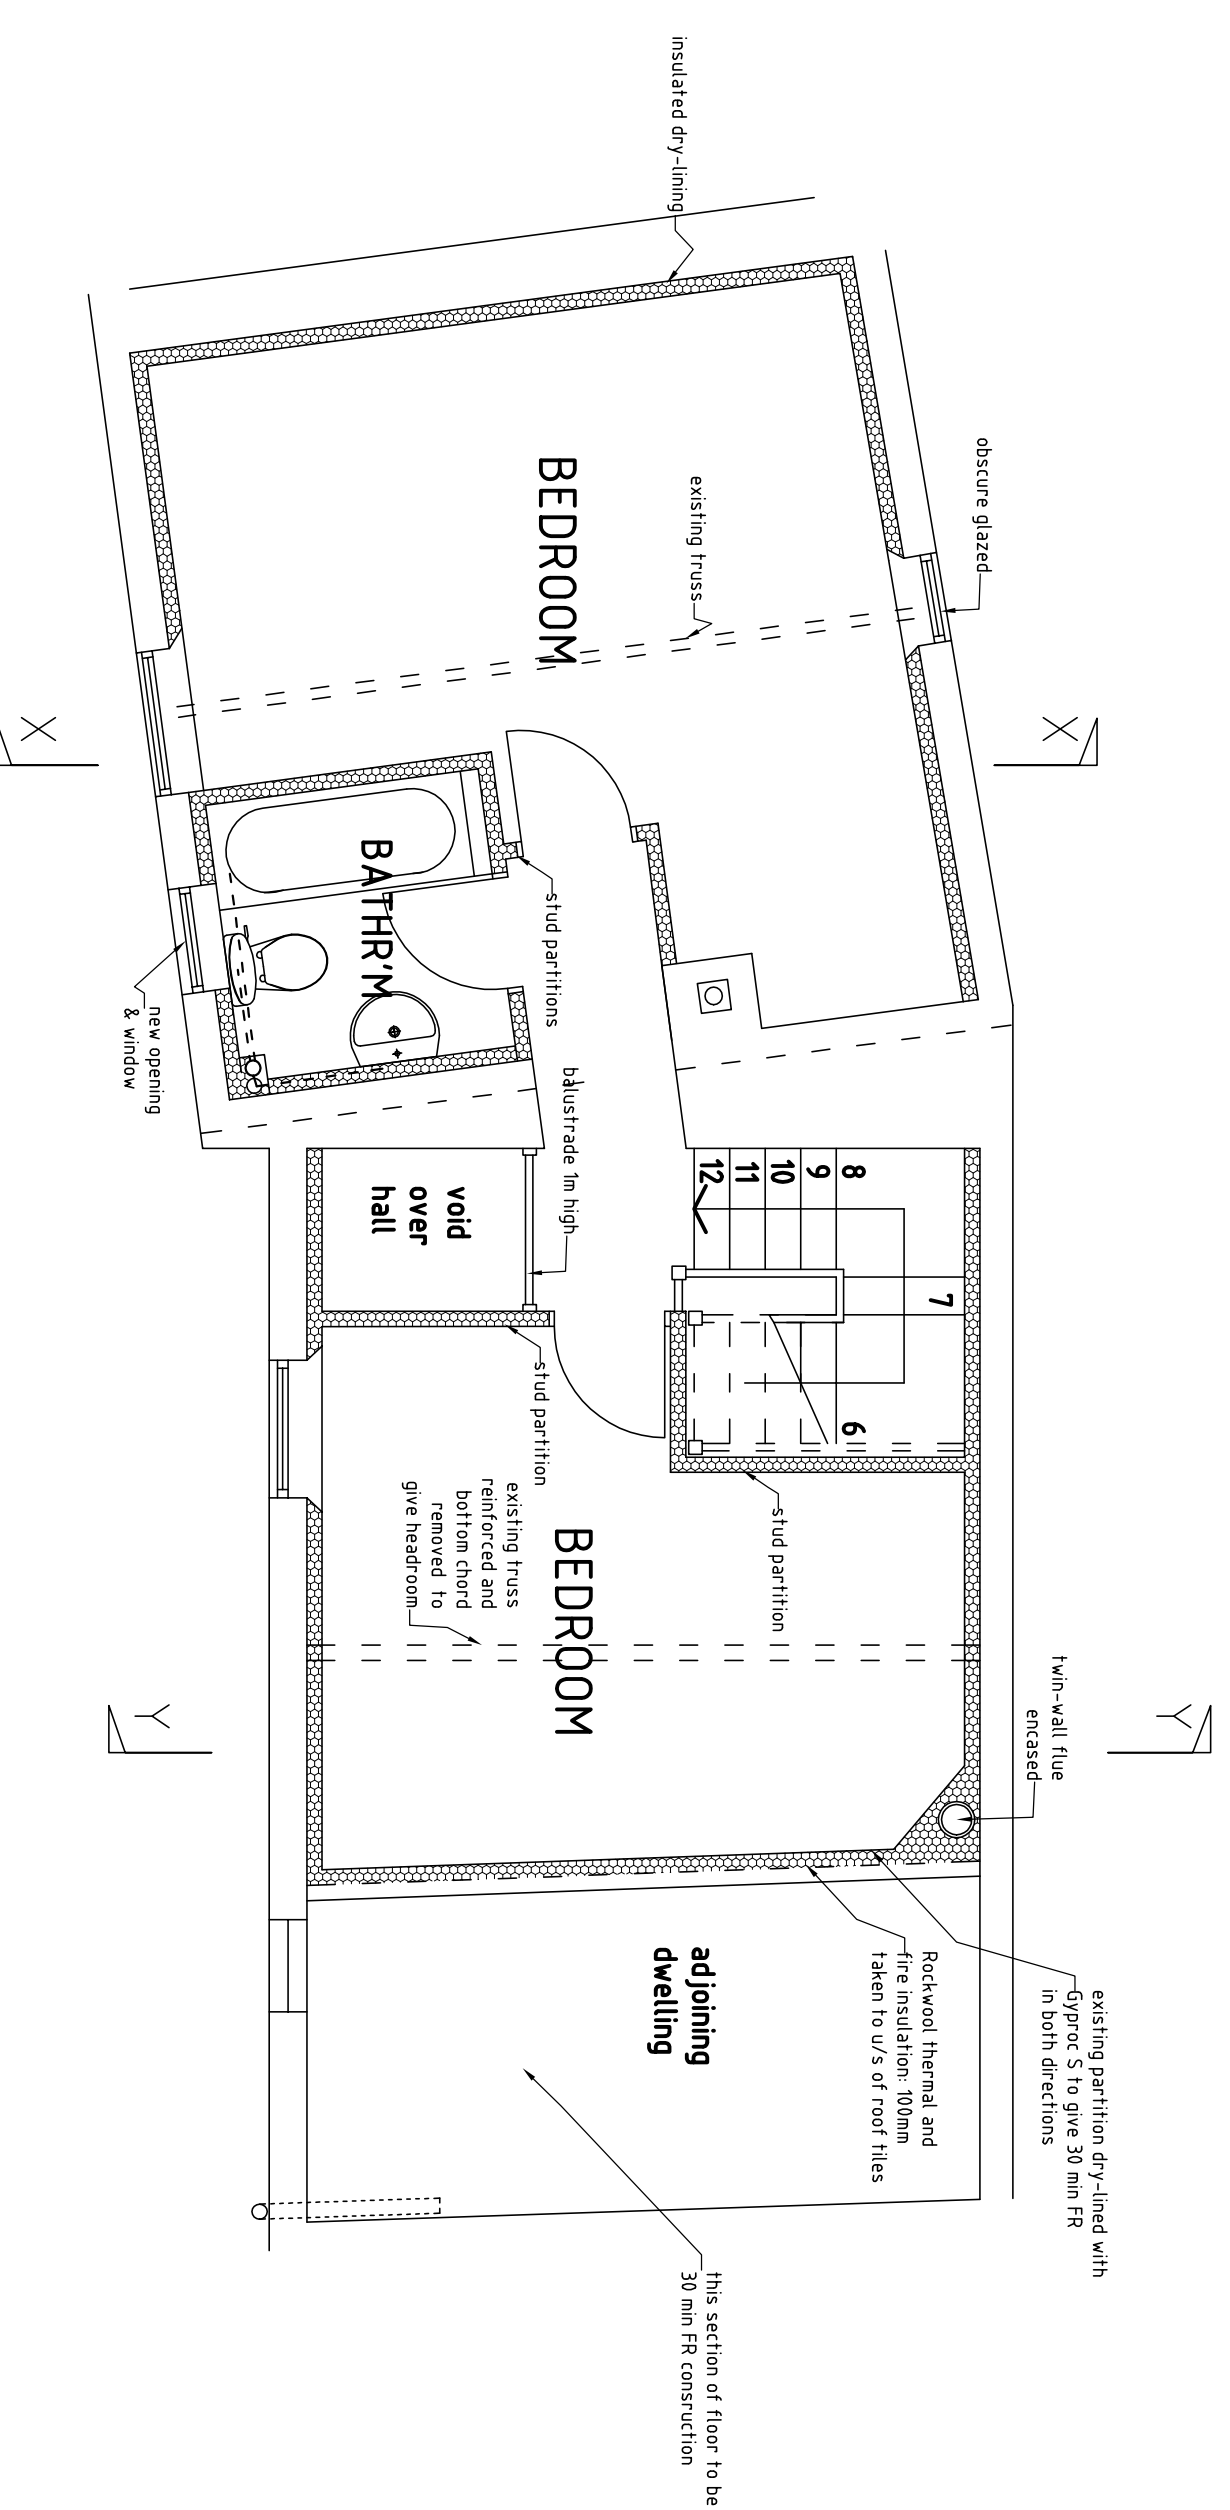 insulated dry-lining
obscure glazed
existing truss
BEDROOM
X
X
BATHR'M
stud partitions
new opening
& window
balustrade 1m high
void
over
hall
12
11
10
9
8
7
6
stud partition
stud partition
existing truss
reinforced and
bottom chord
removed to
give headroom
BEDROOM
Y
Y
twin-wall flue
encased
adjoining
dwelling
Rockwool thermal and
fire insulation: 100mm
taken to u/s of roof tiles
existing partition dry-lined with
Gyproc S to give 30 min FR
in both directions
this section of floor to be
30 min FR consruction